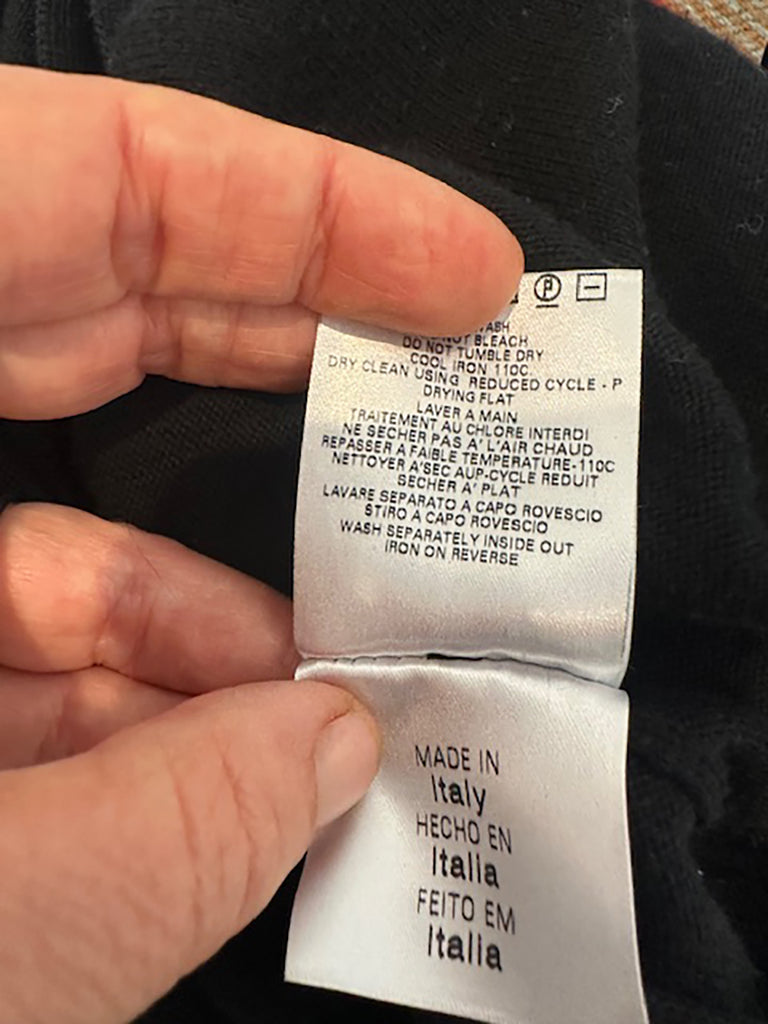 P
WASH
NOT BLEACH
DO NOT TUMBLE DRY
COOL IRON 110C.
DRY CLEAN USING REDUCED CYCLE - P
DRYING FLAT
LAVER A MAIN
TRAITEMENT AU CHLORE INTERDI
NE SECHER PAS A' L'AIR CHAUD
REPASSER A FAIBLE TEMPERATURE-110C
NETTOYER A'SEC AUP-CYCLE REDUIT
SECHER A' PLAT
LAVARE SEPARATO A CAPO ROVESCIO
STIRO A CAPO ROVESCIO
WASH SEPARATELY INSIDE OUT
IRON ON REVERSE
MADE IN
Italy
HECHO EN
Italia
FEITO EM
Italia